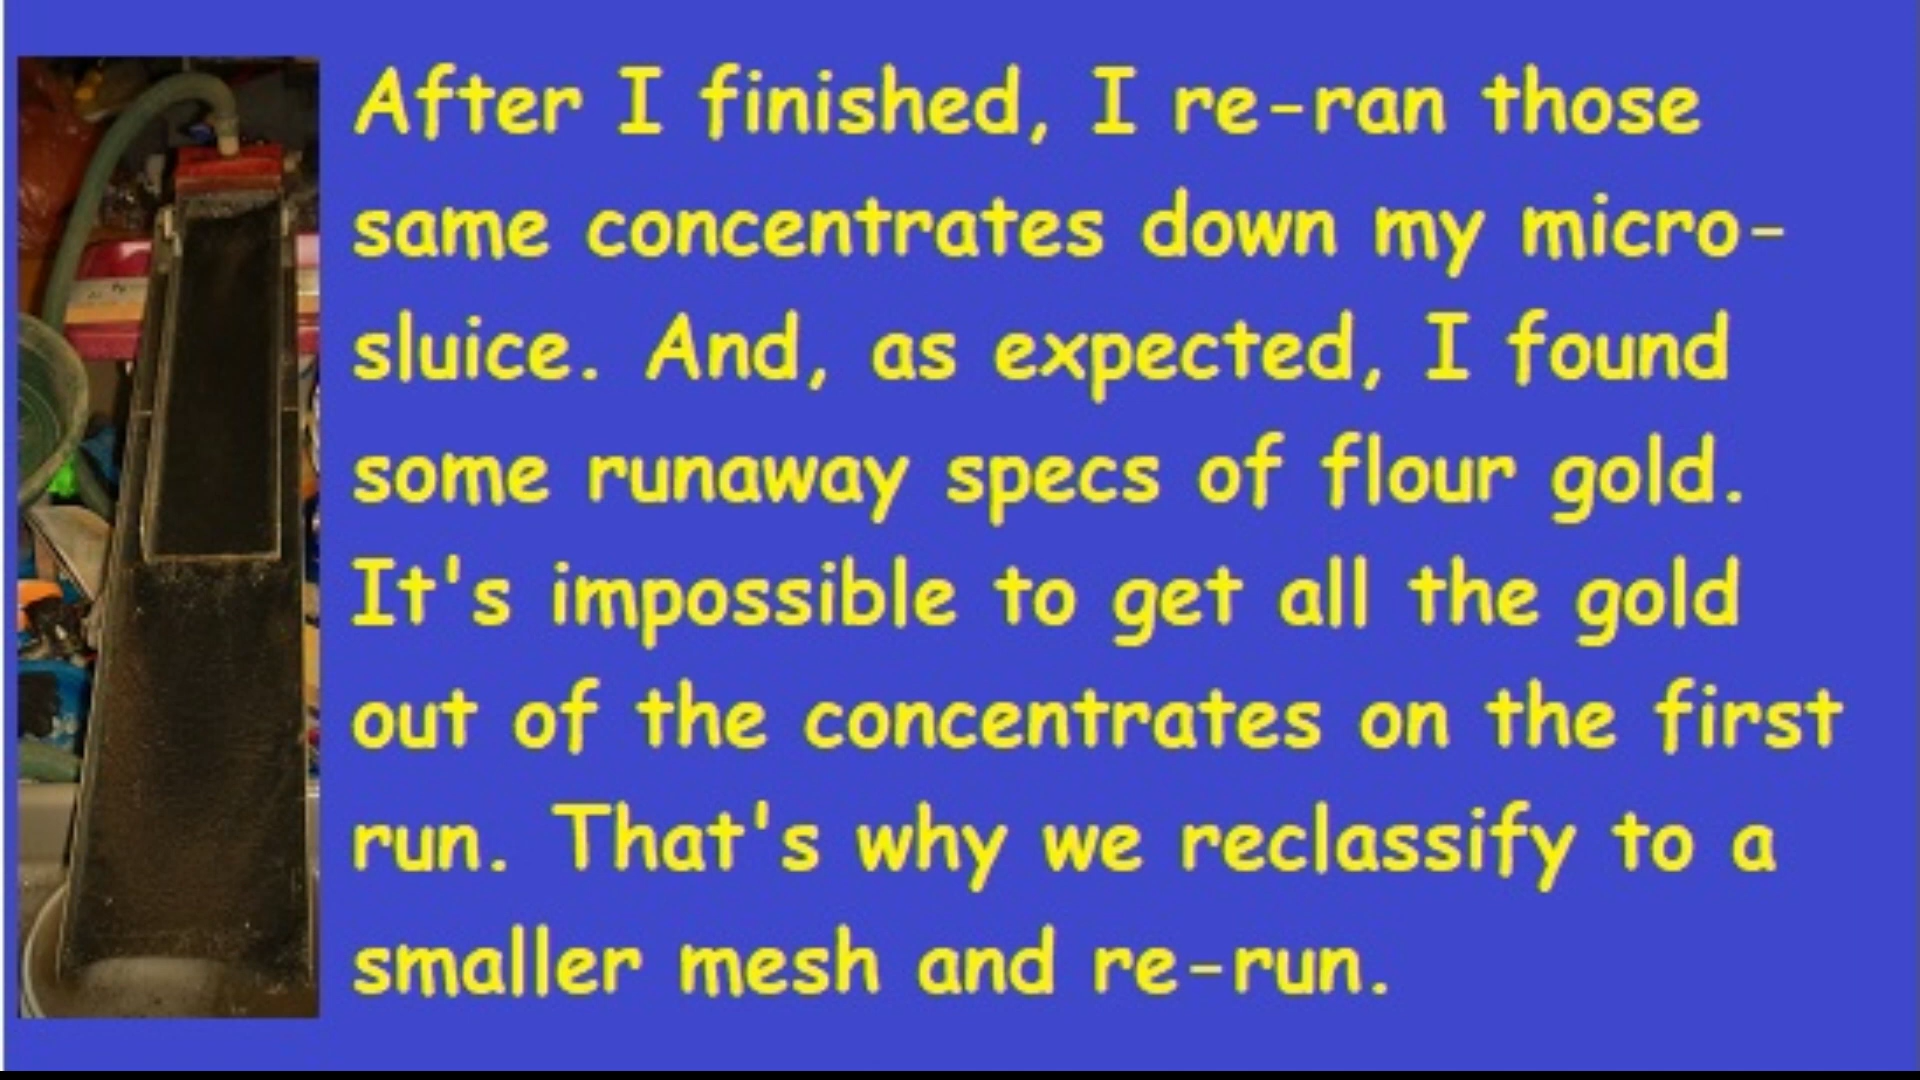 After I finished, I re-ran those
same concentrates down my micro-
sluice. And, as expected, I found
some runaway specs of flour gold.
It's impossible to get all the gold
out of the concentrates on the first
run. That's why we reclassify to a
smaller mesh and re-run.